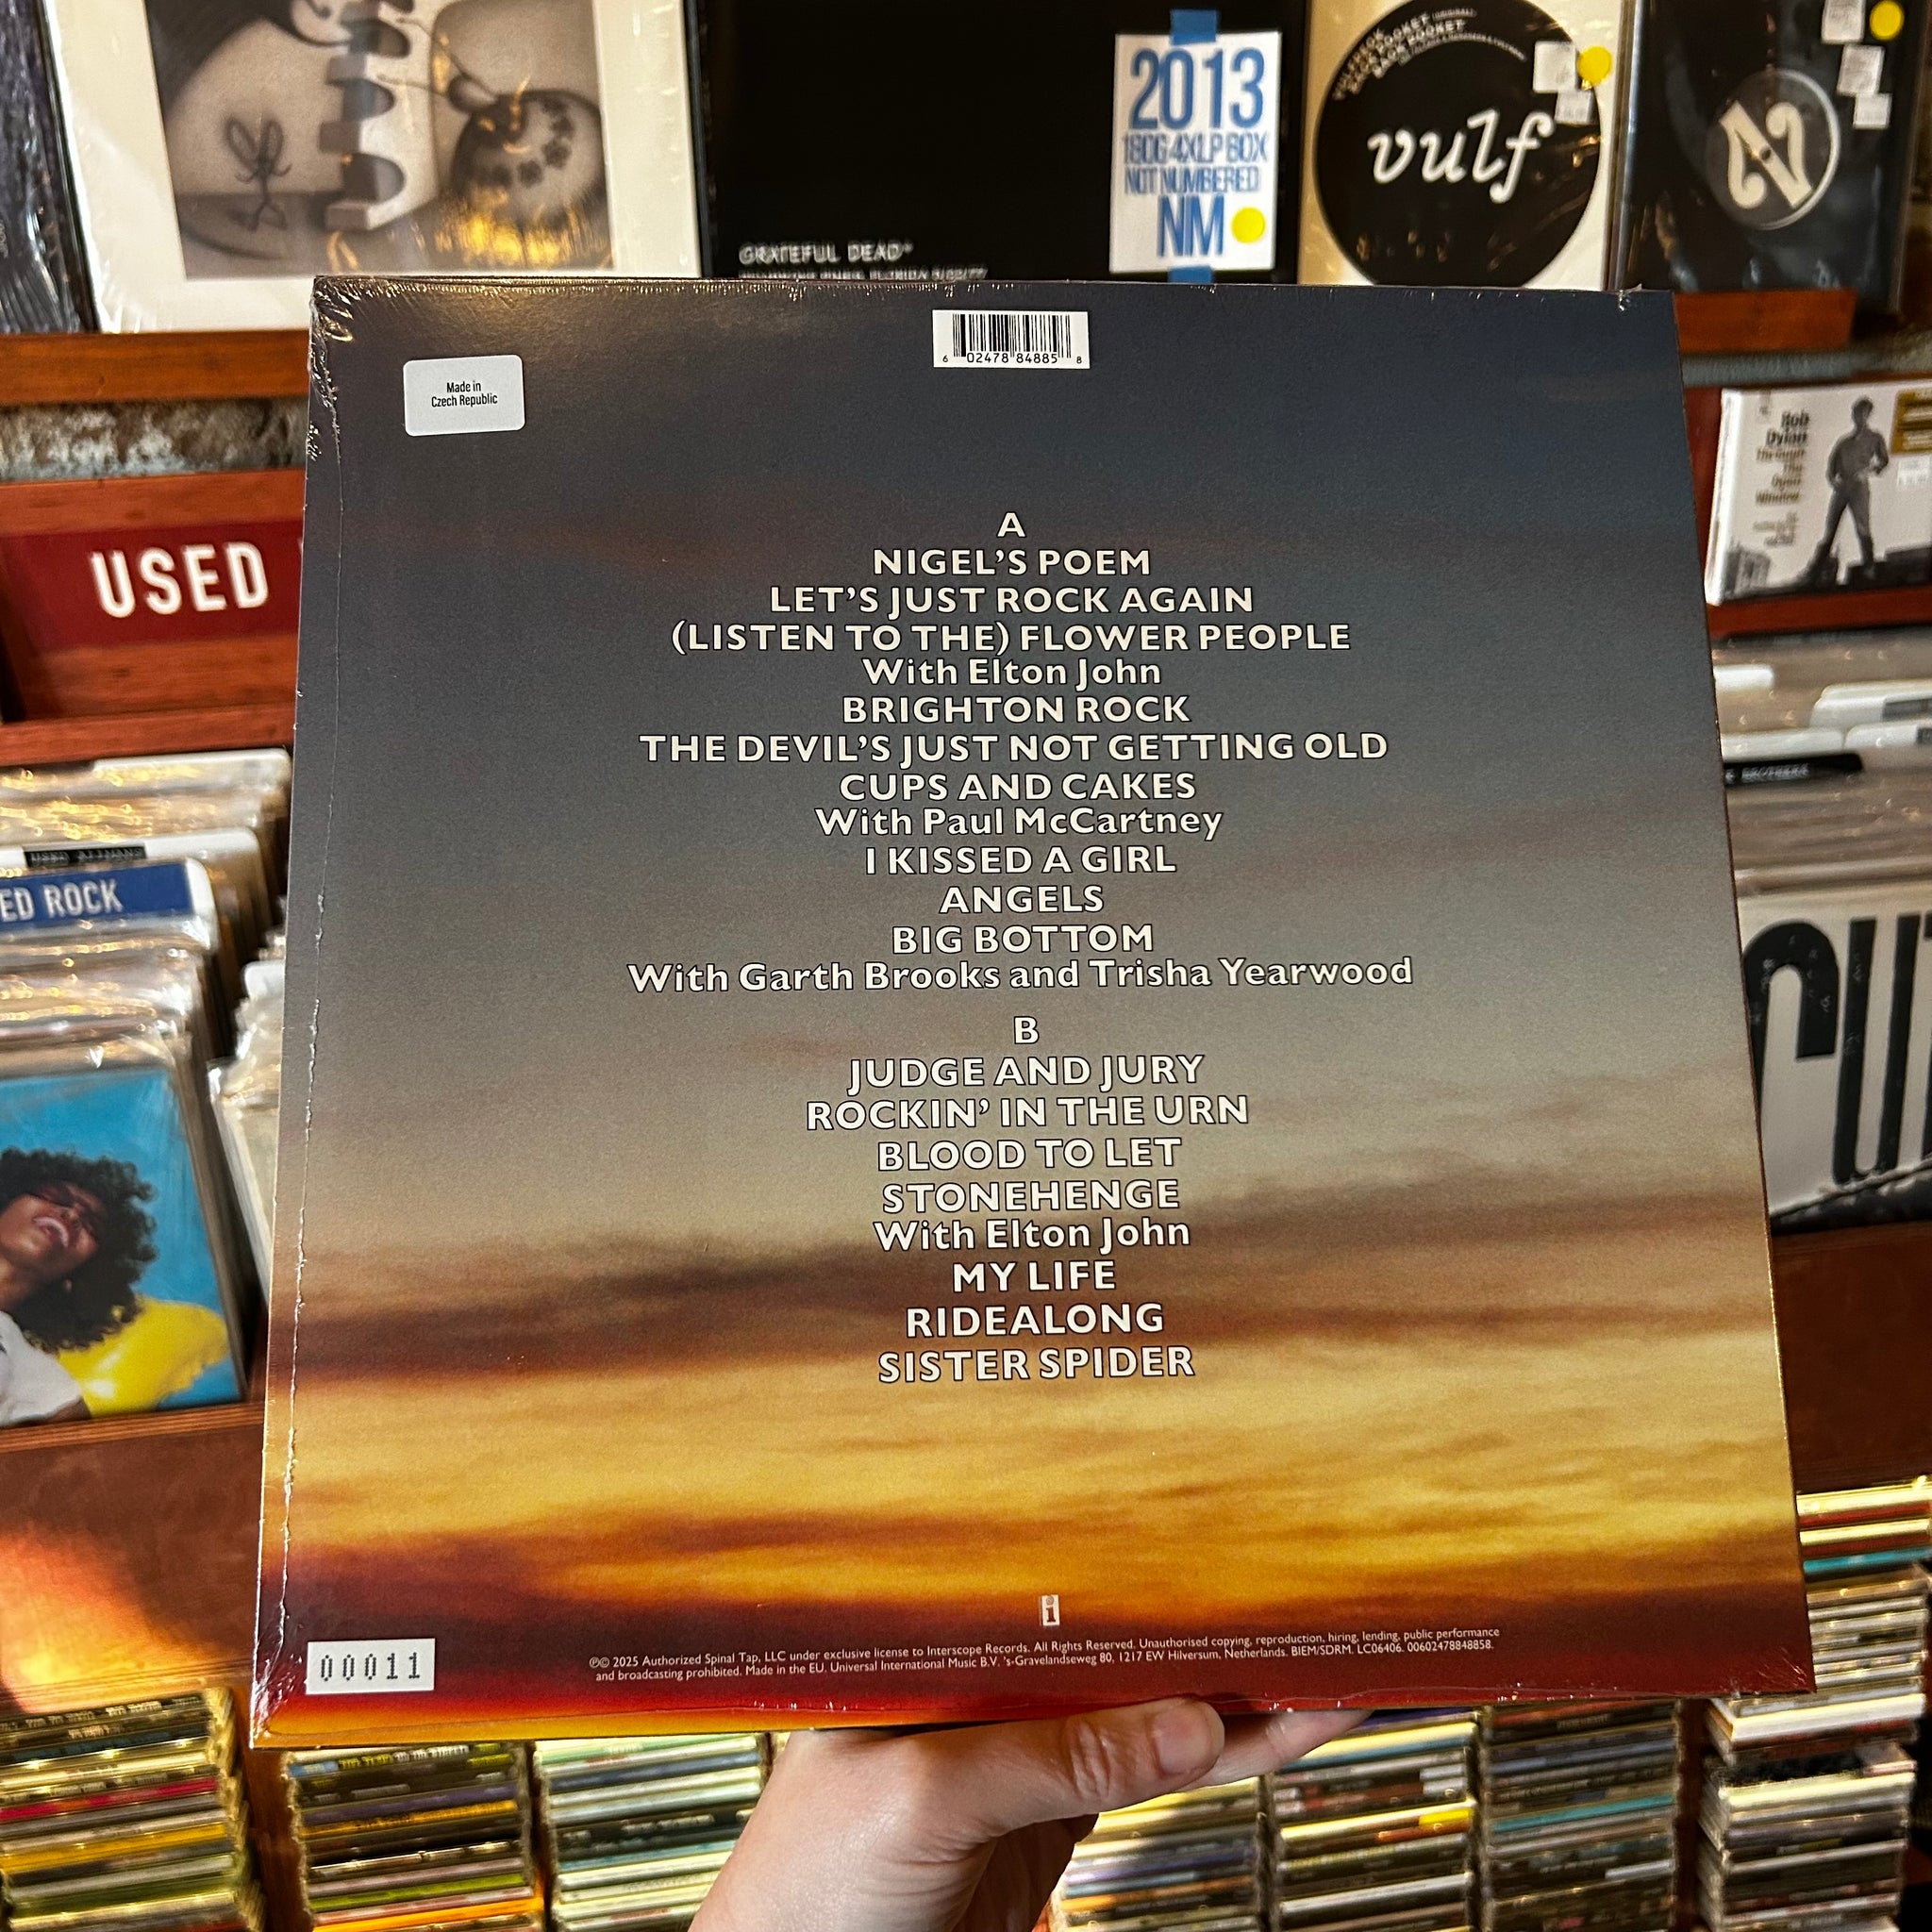 2013
180G 4XLP BOX
NOT NUMBERED
NM
GRATEFUL DEAD
vulf
Bob
Dylan
USED
ED ROCK
6 02478 84885 8
Made in
Czech Republic
A
NIGEL'S POEM
LET'S JUST ROCK AGAIN
(LISTEN TO THE) FLOWER PEOPLE
With Elton John
BRIGHTON ROCK
THE DEVIL'S JUST NOT GETTING OLD
CUPS AND CAKES
With Paul McCartney
I KISSED A GIRL
ANGELS
BIG BOTTOM
With Garth Brooks and Trisha Yearwood
B
JUDGE AND JURY
ROCKIN' IN THE URN
BLOOD TO LET
STONEHENGE
With Elton John
MY LIFE
RIDEALONG
SISTER SPIDER
i
℗© 2025 Authorized Spinal Tap, LLC under exclusive license to Interscope Records. All Rights Reserved. Unauthorised copying, reproduction, hiring, lending, public performance
and broadcasting prohibited. Made in the EU. Universal International Music B.V. 's-Gravelandseweg 80, 1217 EW Hilversum, Netherlands. BIEM/SDRM. LC06406. 00602478848858.
00011